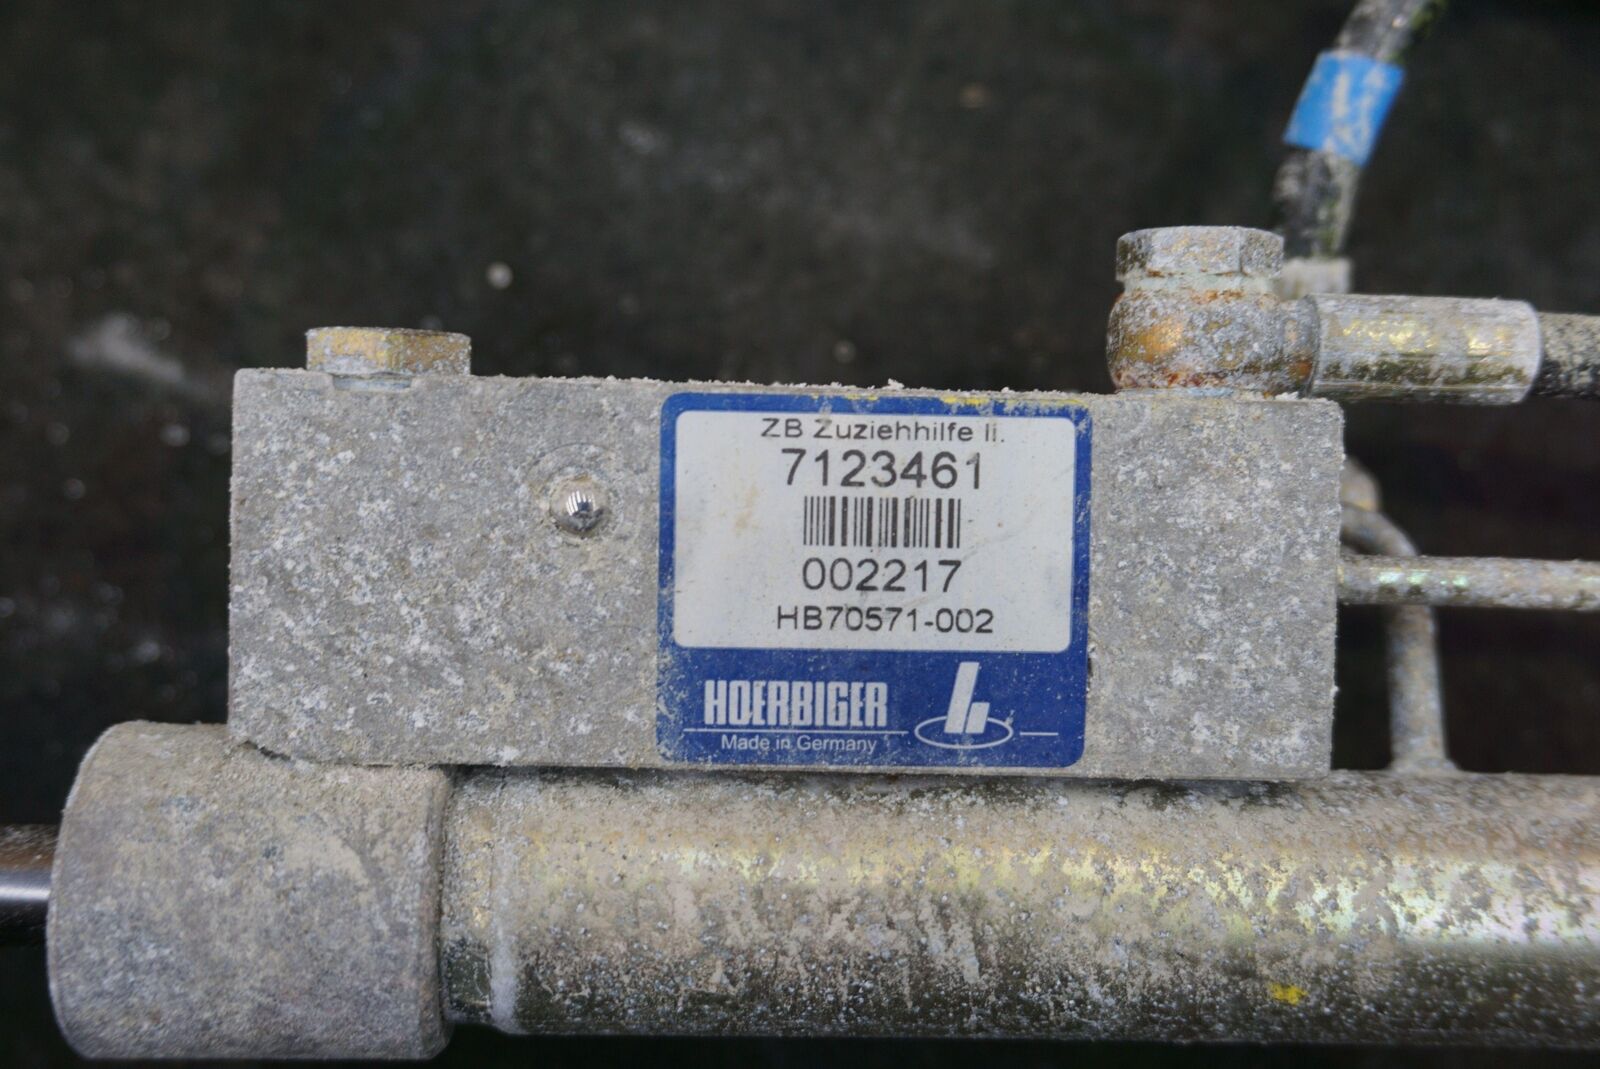 ZB Zuziehhilfe li.
7123461
002217
HB70571-002
HOERBIGER
Made in Germany